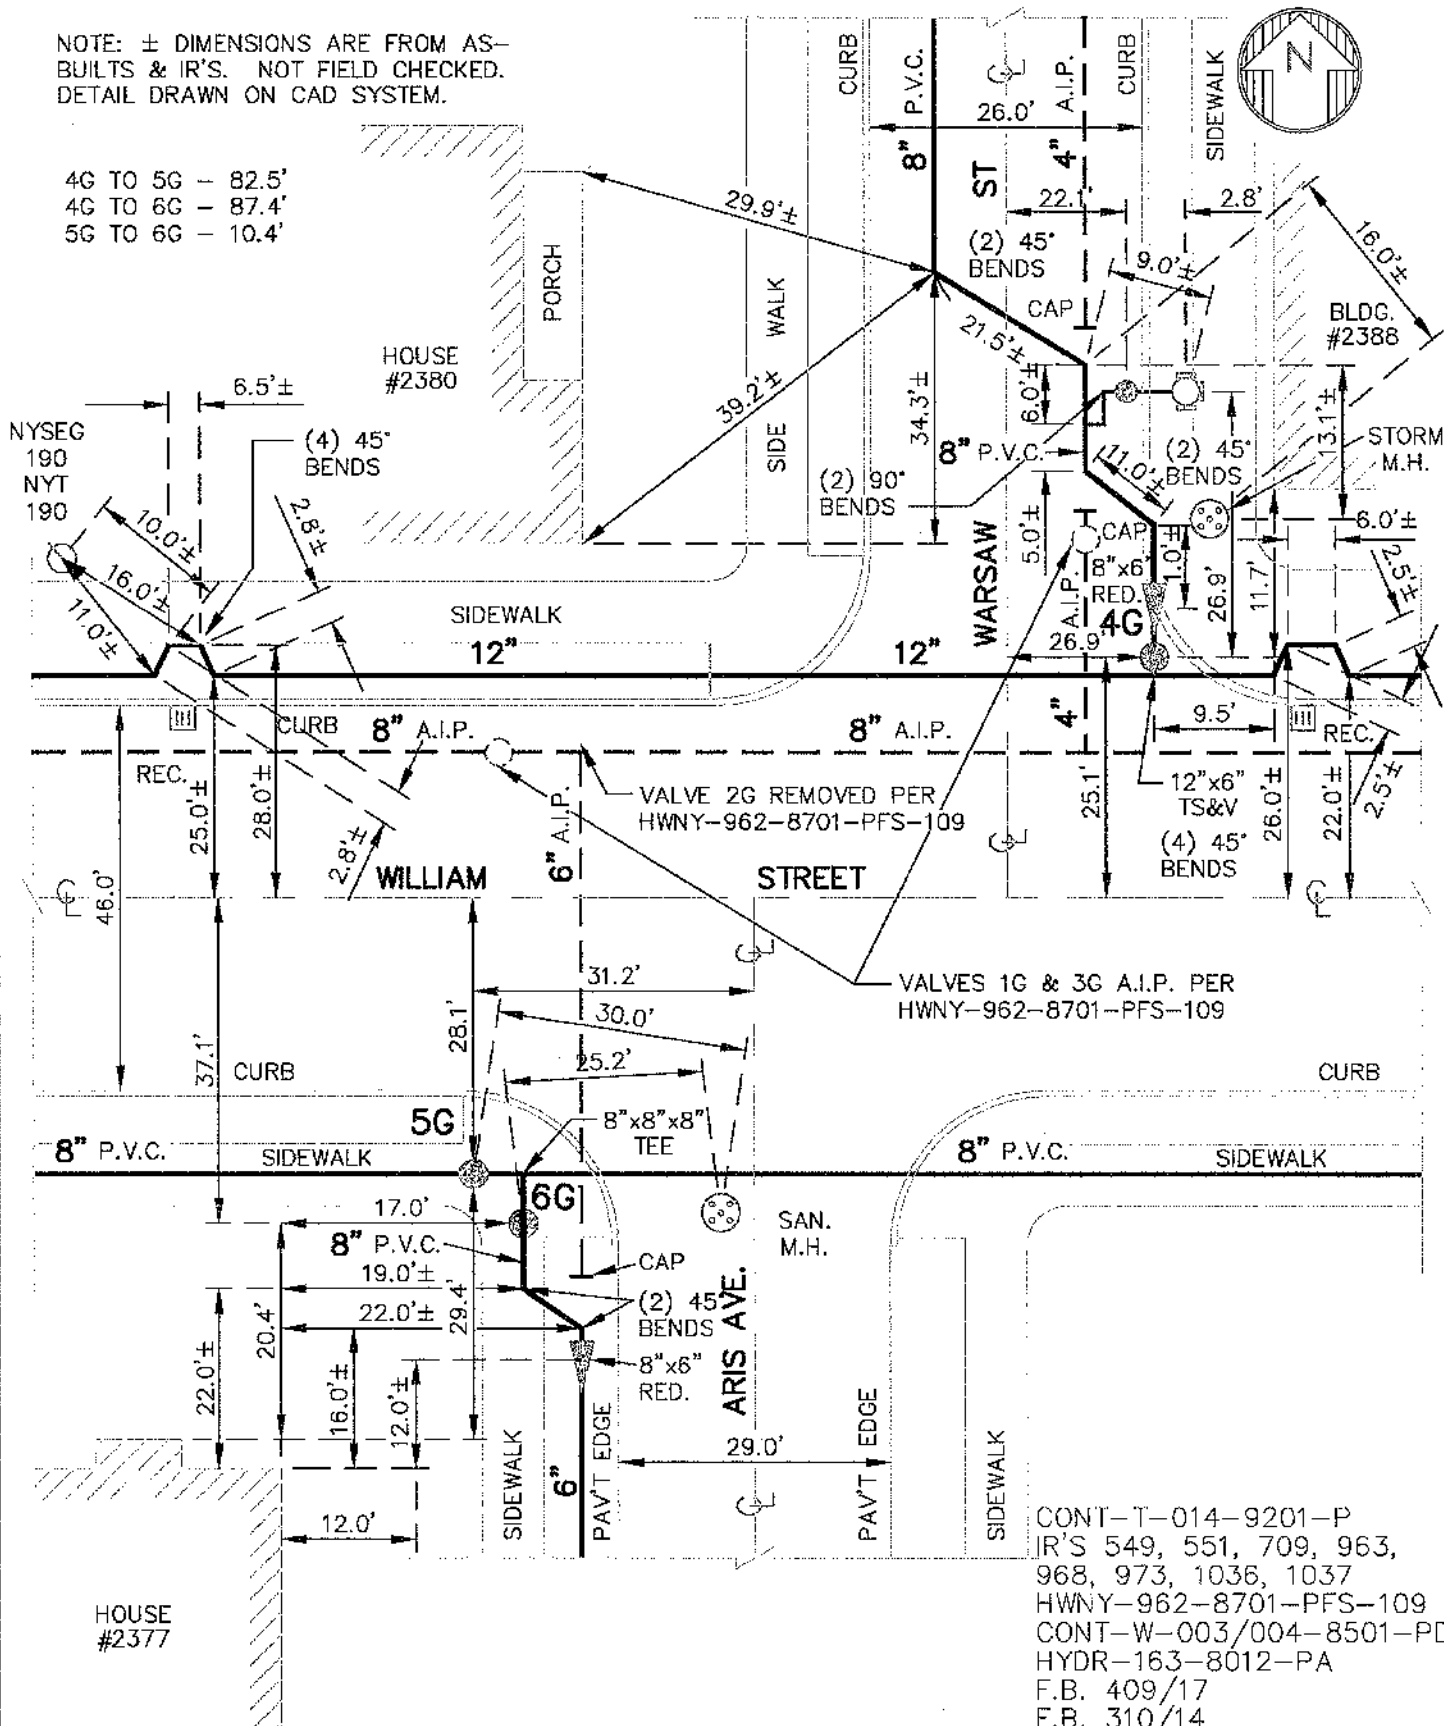 NOTE: ± DIMENSIONS ARE FROM AS-
BUILTS & IR'S. NOT FIELD CHECKED.
DETAIL DRAWN ON CAD SYSTEM.
4G TO 5G - 82.5'
4G TO 6G - 87.4'
5G TO 6G - 10.4'
CURB
8" P.V.C.
4" A.I.P.
CURB
SIDEWALK
N
26.0'
ST
22.1'
2.8'
29.9'±
(2) 45°
BENDS
9.0'±
16.0'±
PORCH
SIDE WALK
CAP
BLDG.
#2388
HOUSE
#2380
21.5'±
39.2'±
34.3'±
6.0'±
13.1'±
6.5'±
NYSEG
190
NYT
190
(4) 45°
BENDS
8" P.V.C.
(2) 45°
BENDS
STORM
M.H.
(2) 90°
BENDS
11.0'±
10.0'±
2.8'±
16.0'±
11.0'±
5.0'±
CAP
8"x6"
RED.
1.0'±
26.9'
11.7'
6.0'±
2.5'±
WARSAW
A.I.P.
4G
SIDEWALK
12"
12"
26.9'
4"
9.5'
CURB
8" A.I.P.
8" A.I.P.
REC.
REC.
25.0'±
28.0'±
2.8'±
6" A.I.P.
VALVE 2G REMOVED PER
HWNY-962-8701-PFS-109
25.1'
12"x6"
TS&V
(4) 45°
BENDS
26.0'±
22.0'±
2.5'±
46.0'
WILLIAM STREET
CL
CL
CL
CL
CL
31.2'
30.0'
25.2'
28.1'
37.1'
VALVES 1G & 3G A.I.P. PER
HWNY-962-8701-PFS-109
CURB
CURB
5G
8"x8"x8"
TEE
8" P.V.C.
SIDEWALK
8" P.V.C.
SIDEWALK
6G
17.0'
8" P.V.C.
SAN.
M.H.
CAP
19.0'±
(2) 45°
BENDS
22.0'±
29.4'
20.4'
22.0'±
16.0'±
12.0'±
8"x6"
RED.
ARIS AVE.
SIDEWALK
6"
PAV'T EDGE
29.0'
PAV'T EDGE
SIDEWALK
CL
12.0'
HOUSE
#2377
CONT-T-014-9201-P
IR'S 549, 551, 709, 963,
968, 973, 1036, 1037
HWNY-962-8701-PFS-109
CONT-W-003/004-8501-PD
HYDR-163-8012-PA
F.B. 409/17
F.B. 310/14